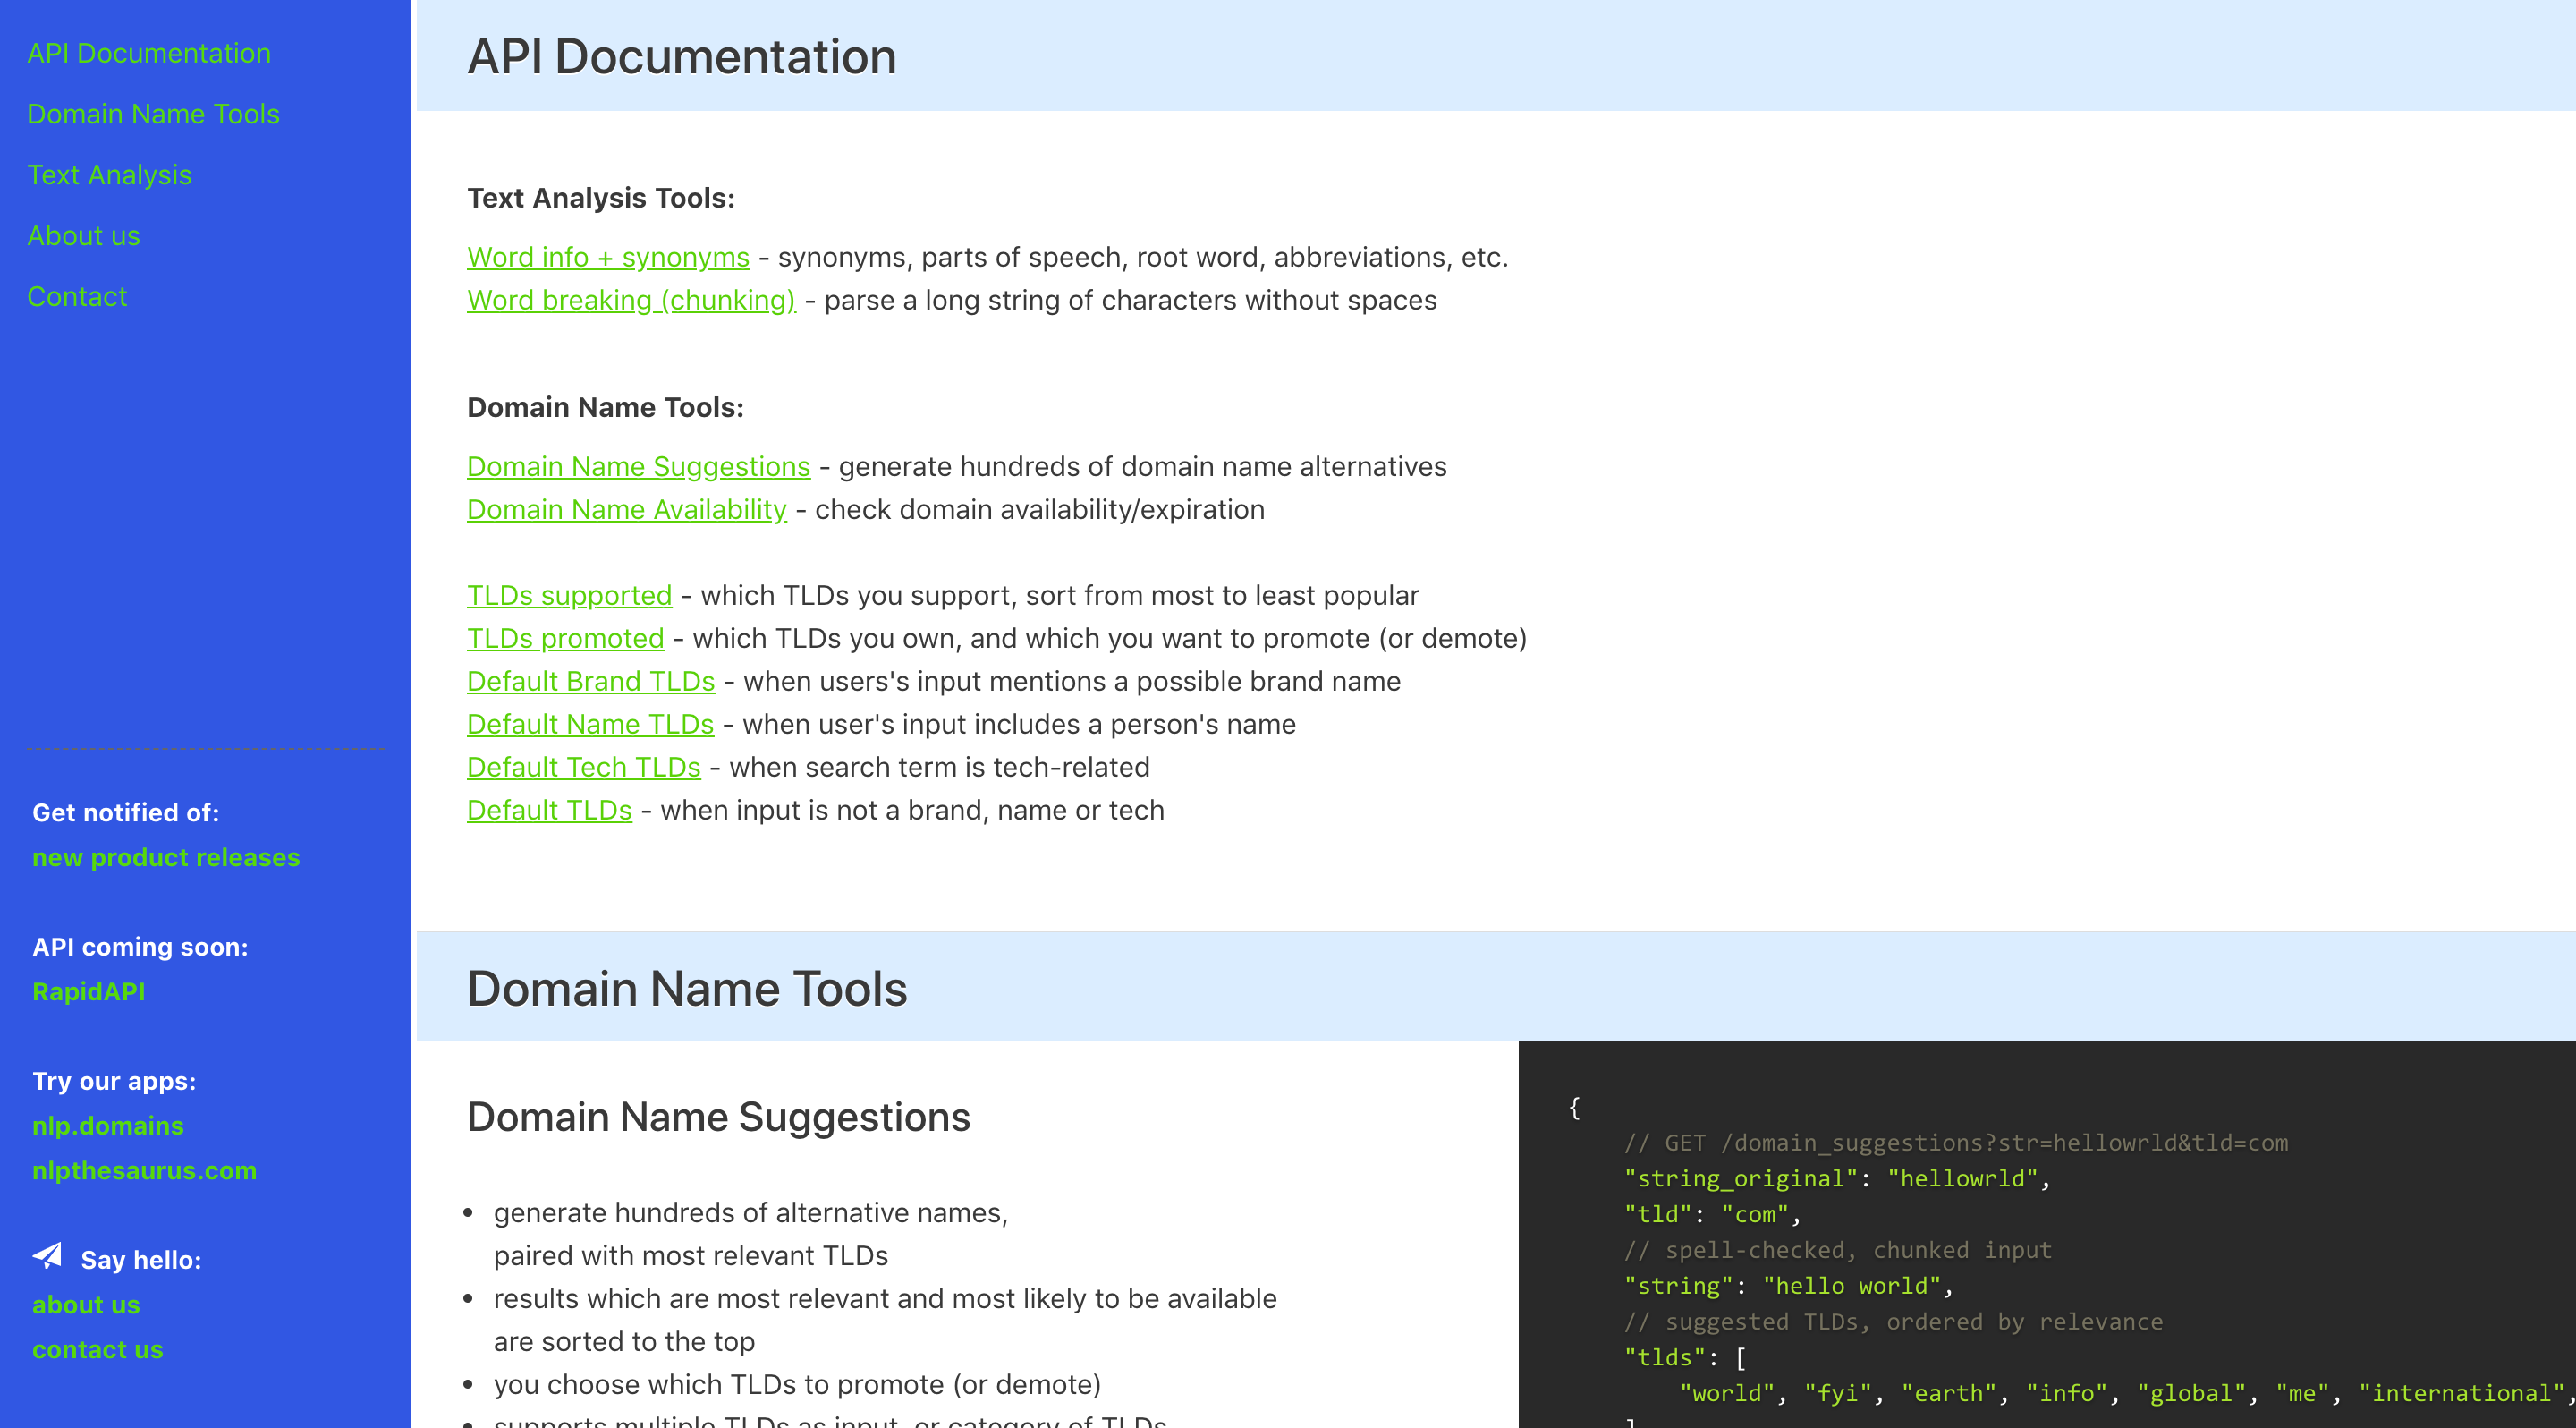 API Documentation
Domain Name Tools
Text Analysis
About us
Contact
Get notified of:
new product releases
API coming soon:
RapidAPI
Try our apps:
nlp.domains
nlpthesaurus.com
Say hello:
about us
contact us
API Documentation
Text Analysis Tools:
Word info + synonyms - synonyms, parts of speech, root word, abbreviations, etc.
Word breaking (chunking) - parse a long string of characters without spaces
Domain Name Tools:
Domain Name Suggestions - generate hundreds of domain name alternatives
Domain Name Availability - check domain availability/expiration
TLDs supported - which TLDs you support, sort from most to least popular
TLDs promoted - which TLDs you own, and which you want to promote (or demote)
Default Brand TLDs - when users's input mentions a possible brand name
Default Name TLDs - when user's input includes a person's name
Default Tech TLDs - when search term is tech-related
Default TLDs - when input is not a brand, name or tech
Domain Name Tools
Domain Name Suggestions
• generate hundreds of alternative names,
paired with most relevant TLDs
• results which are most relevant and most likely to be available
are sorted to the top
• you choose which TLDs to promote (or demote)
• supports multiple TLDs as input, or category of TLDs
{
// GET /domain_suggestions?str=hellowrld&tld=com
"string_original": "hellowrld",
"tld": "com",
// spell-checked, chunked input
"string": "hello world",
// suggested TLDs, ordered by relevance
"tlds": [
"world", "fyi", "earth", "info", "global", "me", "international",
]